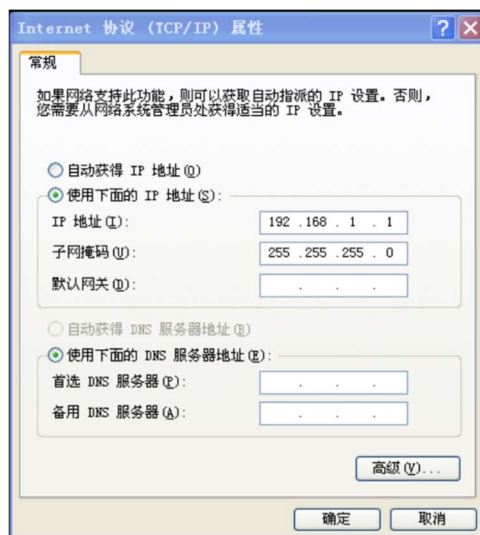 Internet 协议 (TCP/IP) 属性
常规
如果网络支持此功能，则可以获取自动指派的 IP 设置。否则，
您需要从网络系统管理员处获得适当的 IP 设置。
自动获得 IP 地址(O)
使用下面的 IP 地址(S):
IP 地址(I): 192 .168 . 1 . 1
子网掩码(U): 255 .255 .255 . 0
默认网关(D): . . .
自动获得 DNS 服务器地址(B)
使用下面的 DNS 服务器地址(E):
首选 DNS 服务器(P): . . .
备用 DNS 服务器(A): . . .
高级(V)...
确定 取消